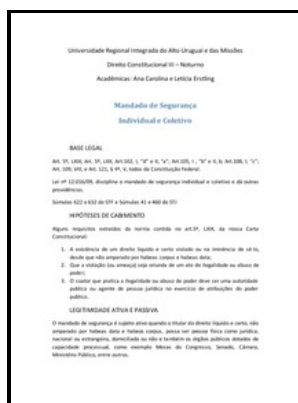 Universidade Regional Integrada do Alto Uruguai e das Missões
Direito Constitucional III – Noturno
Acadêmicas: Ana Carolina e Letícia Erstling
Mandado de Segurança
Individual e Coletivo
BASE LEGAL
Art. 5º, LXIX, Art. 5º, LXX, Art.102, I, "d" e II, "a"; Art.105, I , "b" e II, b; Art.108, I, "c";
Art. 109, VIII, e Art. 121, § 4º, V, todos da Constituição Federal;
Lei nº 12.016/09, disciplina o mandado de segurança individual e coletivo e dá outras
providências.
Súmulas 622 a 632 do STF e Súmulas 41 e 460 do STJ
HIPÓTESES DE CABIMENTO
Alguns requisitos extraídos da norma contida no art.5º, LXIX, da nossa Carta
Constitucional:
1. A existência de um direito líquido e certo violado ou na iminência de sê-lo,
desde que não amparado por habeas corpus e habeas data;
2. Que a violação (ou ameaça) seja oriunda de um ato de ilegalidade ou abuso de
poder;
3. O coator que pratica a ilegalidade ou abuso de poder deve ser uma autoridade
pública ou agente de pessoa jurídica no exercício de atribuições do poder
público.
LEGITIMIDADE ATIVA E PASSIVA
O mandado de segurança é sujeito ativo quando o titular do direito líquido e certo, não
amparado por habeas data e habeas corpus, possa ser pessoa física como jurídica,
nacional ou estrangeira, domiciliada ou não e também os órgãos públicos dotados de
capacidade processual, como exemplo Mesas do Congresso, Senado, Câmara,
Ministério Público, entre outros.